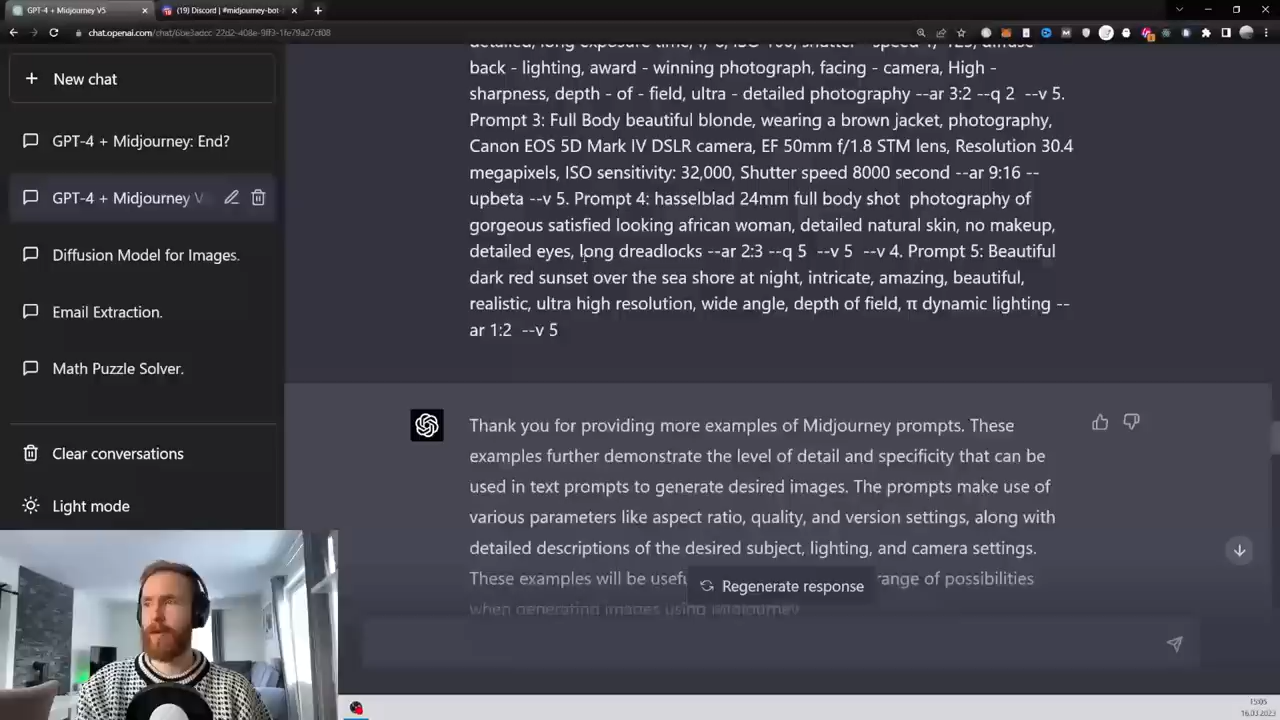 GPT-4 + Midjourney V5
(19) Discord | #midjourney-bot
chat.openai.com/chat/
New chat
GPT-4 + Midjourney: End?
GPT-4 + Midjourney V
Diffusion Model for Images.
Email Extraction.
Math Puzzle Solver.
Clear conversations
Light mode
back - lighting, award - winning photograph, facing - camera, High -
sharpness, depth - of - field, ultra - detailed photography --ar 3:2 --q 2 --v 5.
Prompt 3: Full Body beautiful blonde, wearing a brown jacket, photography,
Canon EOS 5D Mark IV DSLR camera, EF 50mm f/1.8 STM lens, Resolution 30.4
megapixels, ISO sensitivity: 32,000, Shutter speed 8000 second --ar 9:16 --
upbeta --v 5. Prompt 4: hasselblad 24mm full body shot photography of
gorgeous satisfied looking african woman, detailed natural skin, no makeup,
detailed eyes, long dreadlocks --ar 2:3 --q 5 --v 5 --v 4. Prompt 5: Beautiful
dark red sunset over the sea shore at night, intricate, amazing, beautiful,
realistic, ultra high resolution, wide angle, depth of field, π dynamic lighting --
ar 1:2 --v 5
Thank you for providing more examples of Midjourney prompts. These
examples further demonstrate the level of detail and specificity that can be
used in text prompts to generate desired images. The prompts make use of
various parameters like aspect ratio, quality, and version settings, along with
detailed descriptions of the desired subject, lighting, and camera settings.
These examples will be usefu range of possibilities
when generating images using Midjourney
Regenerate response
15:05
16.03.2023